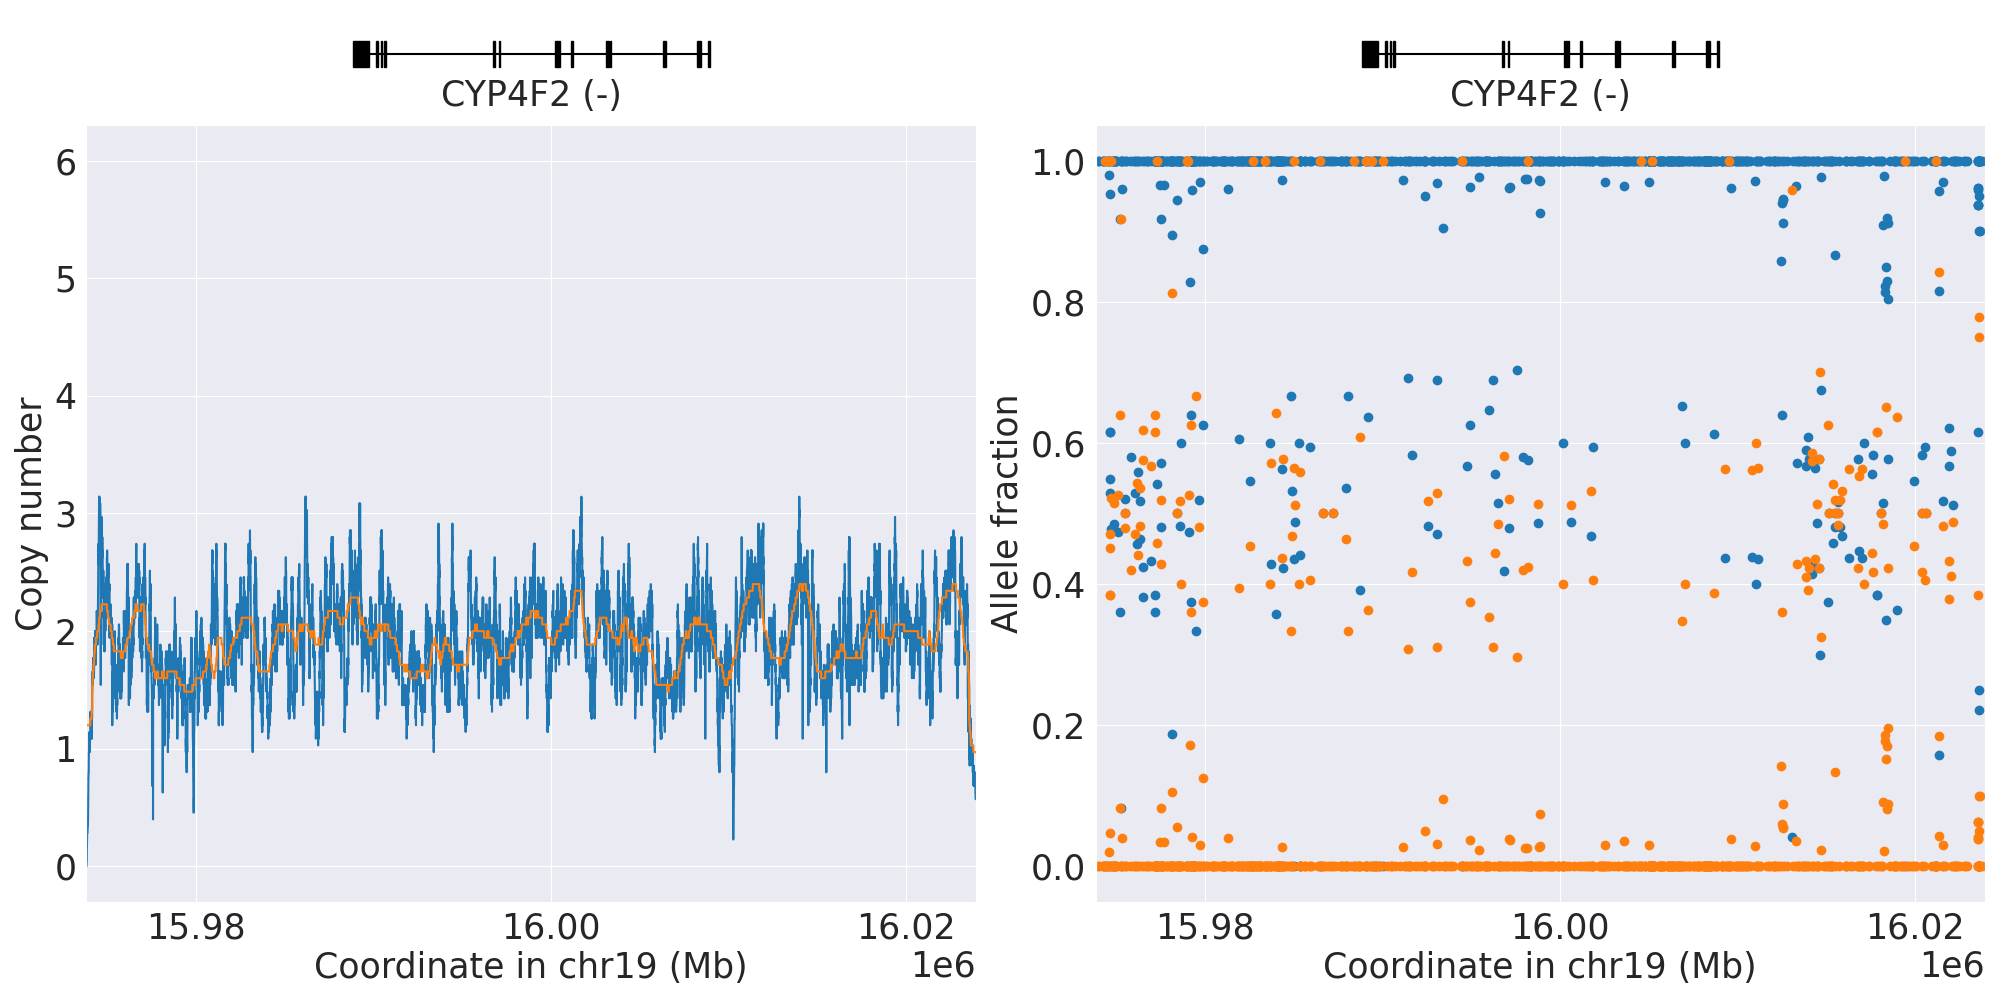 CYP4F2 (-)
6
5
4
3
2
1
0
Copy number
15.98
16.00
16.02
Coordinate in chr19 (Mb)
1e6
CYP4F2 (-)
1.0
0.8
0.6
0.4
0.2
0.0
Allele fraction
15.98
16.00
16.02
Coordinate in chr19 (Mb)
1e6